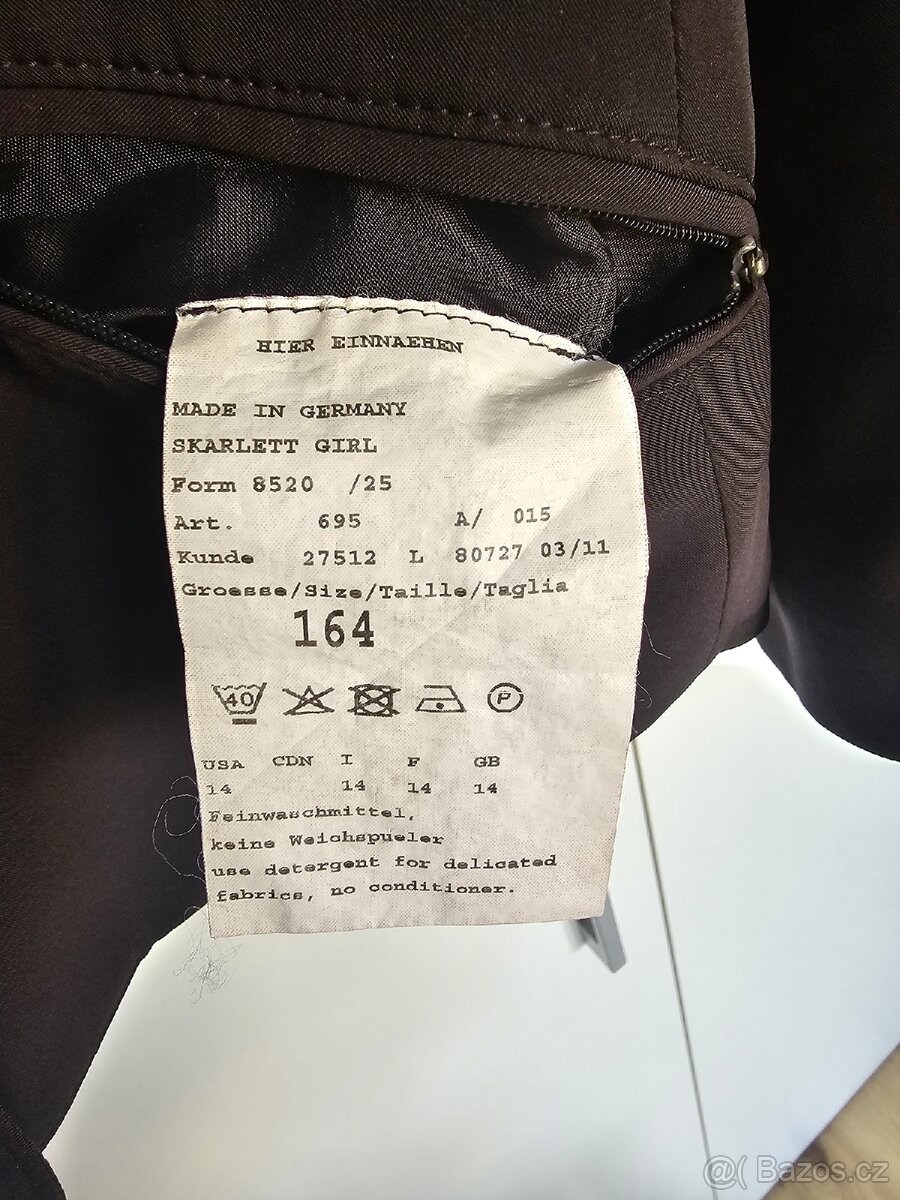 HIER EINNAEHEN
MADE IN GERMANY
SKARLETT GIRL
Form 8520 /25
Art. 695 A/ 015
Kunde 27512 L 80727 03/11
Groesse/Size/Taille/Taglia
164
40 P
USA CDN I F GB
14 14 14 14
Feinwaschmittel,
keine Weichspueler
use detergent for delicated
fabrics, no conditioner.
@( Bazos.cz